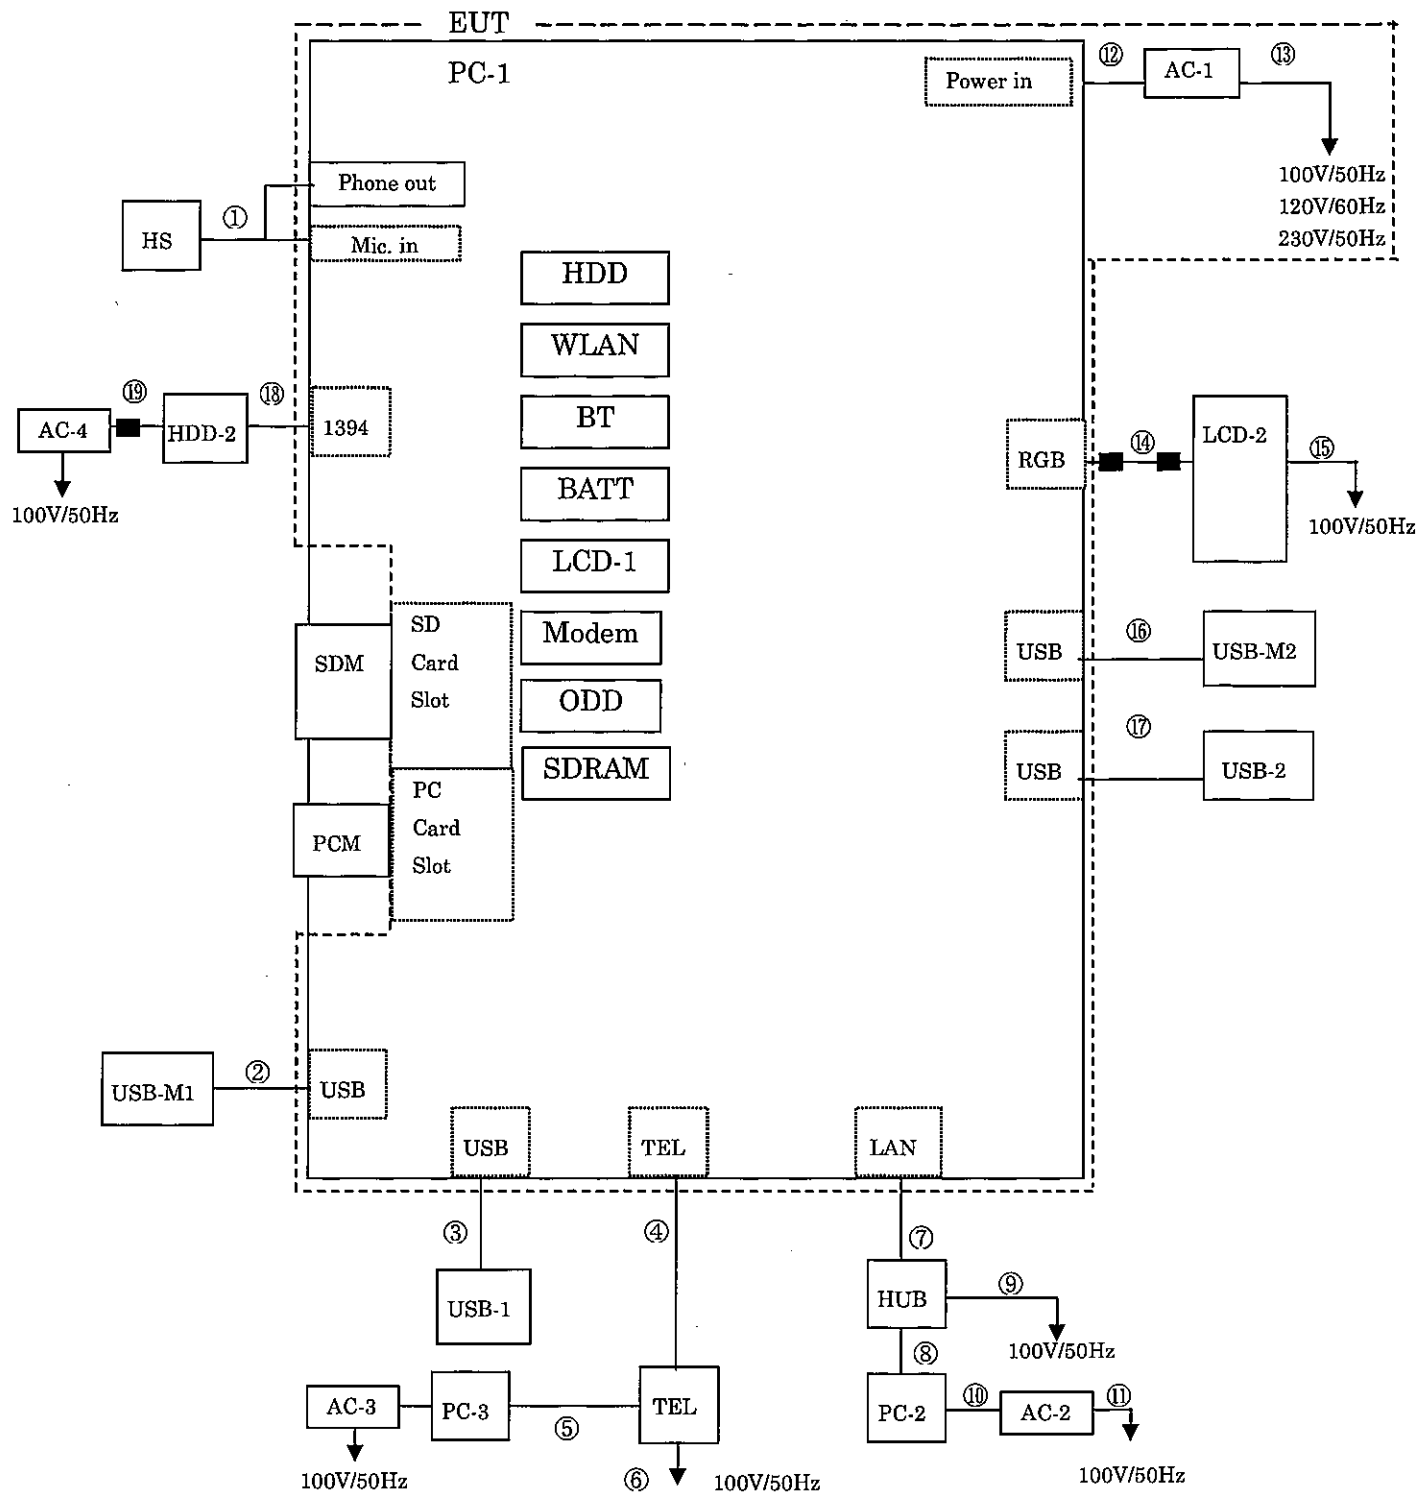 EUT
PC-1
Power in
⑫
AC-1
⑬
100V/50Hz
120V/60Hz
230V/50Hz
Phone out
HS
①
Mic. in
HDD
WLAN
BT
BATT
LCD-1
Modem
ODD
SDRAM
AC-4
⑲
HDD-2
⑱
1394
100V/50Hz
RGB
⑭
LCD-2
⑮
100V/50Hz
SDM
SD
Card
Slot
PCM
PC
Card
Slot
USB
⑯
USB-M2
USB
⑰
USB-2
USB-M1
②
USB
USB
TEL
LAN
③
④
⑦
USB-1
HUB
⑨
100V/50Hz
⑧
AC-3
PC-3
⑤
TEL
PC-2
⑩
AC-2
⑪
100V/50Hz
⑥
100V/50Hz
100V/50Hz